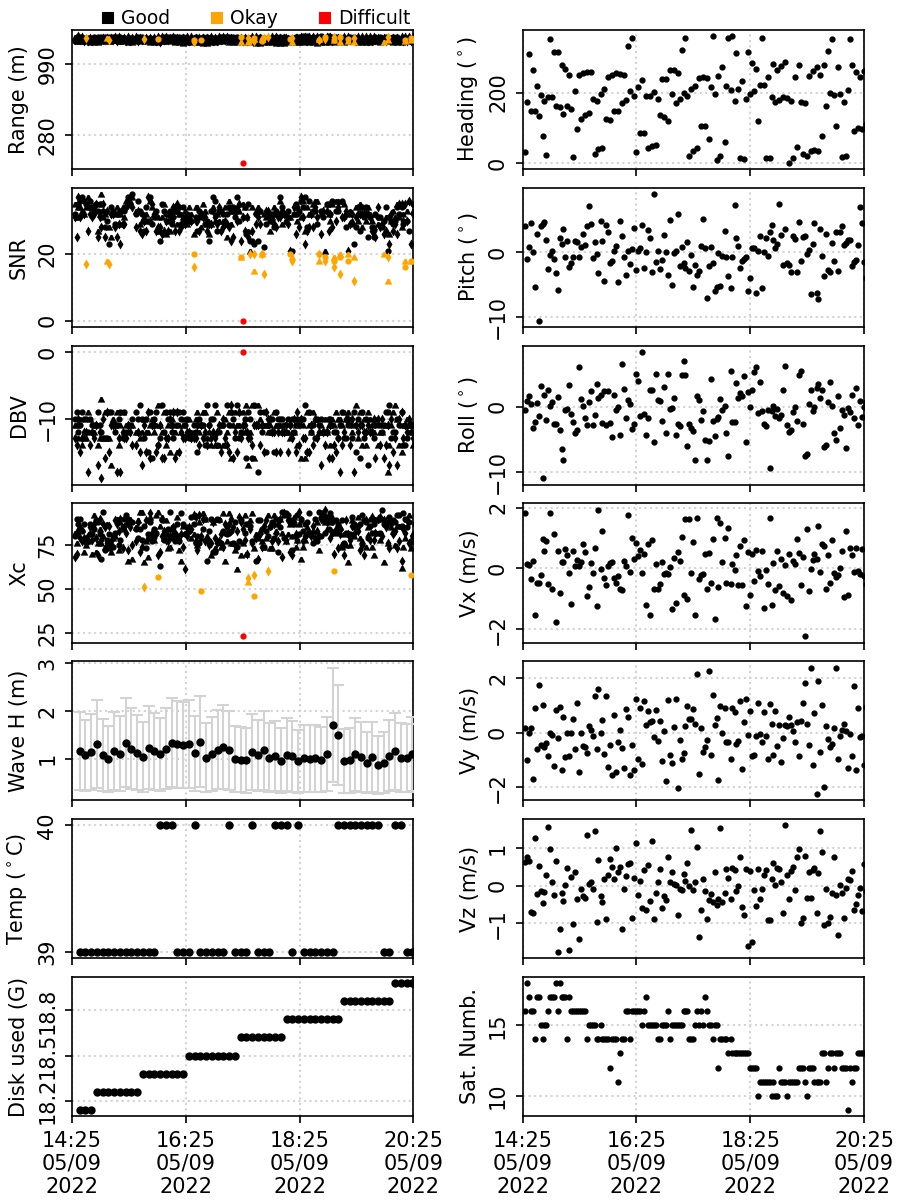 Good Okay Difficult
Range (m)
990
280
SNR
20
0
DBV
0
−10
Xc
75
50
25
Wave H (m)
3
2
1
Temp (°C)
40
39
Disk used (G)
18.8
18.5
18.2
14:25 16:25 18:25 20:25
05/09 05/09 05/09 05/09
2022 2022 2022 2022
Heading (°)
200
0
Pitch (°)
0
−10
Roll (°)
0
−10
Vx (m/s)
2
0
−2
Vy (m/s)
2
0
−2
Vz (m/s)
1
0
−1
Sat. Numb.
15
10
14:25 16:25 18:25 20:25
05/09 05/09 05/09 05/09
2022 2022 2022 2022